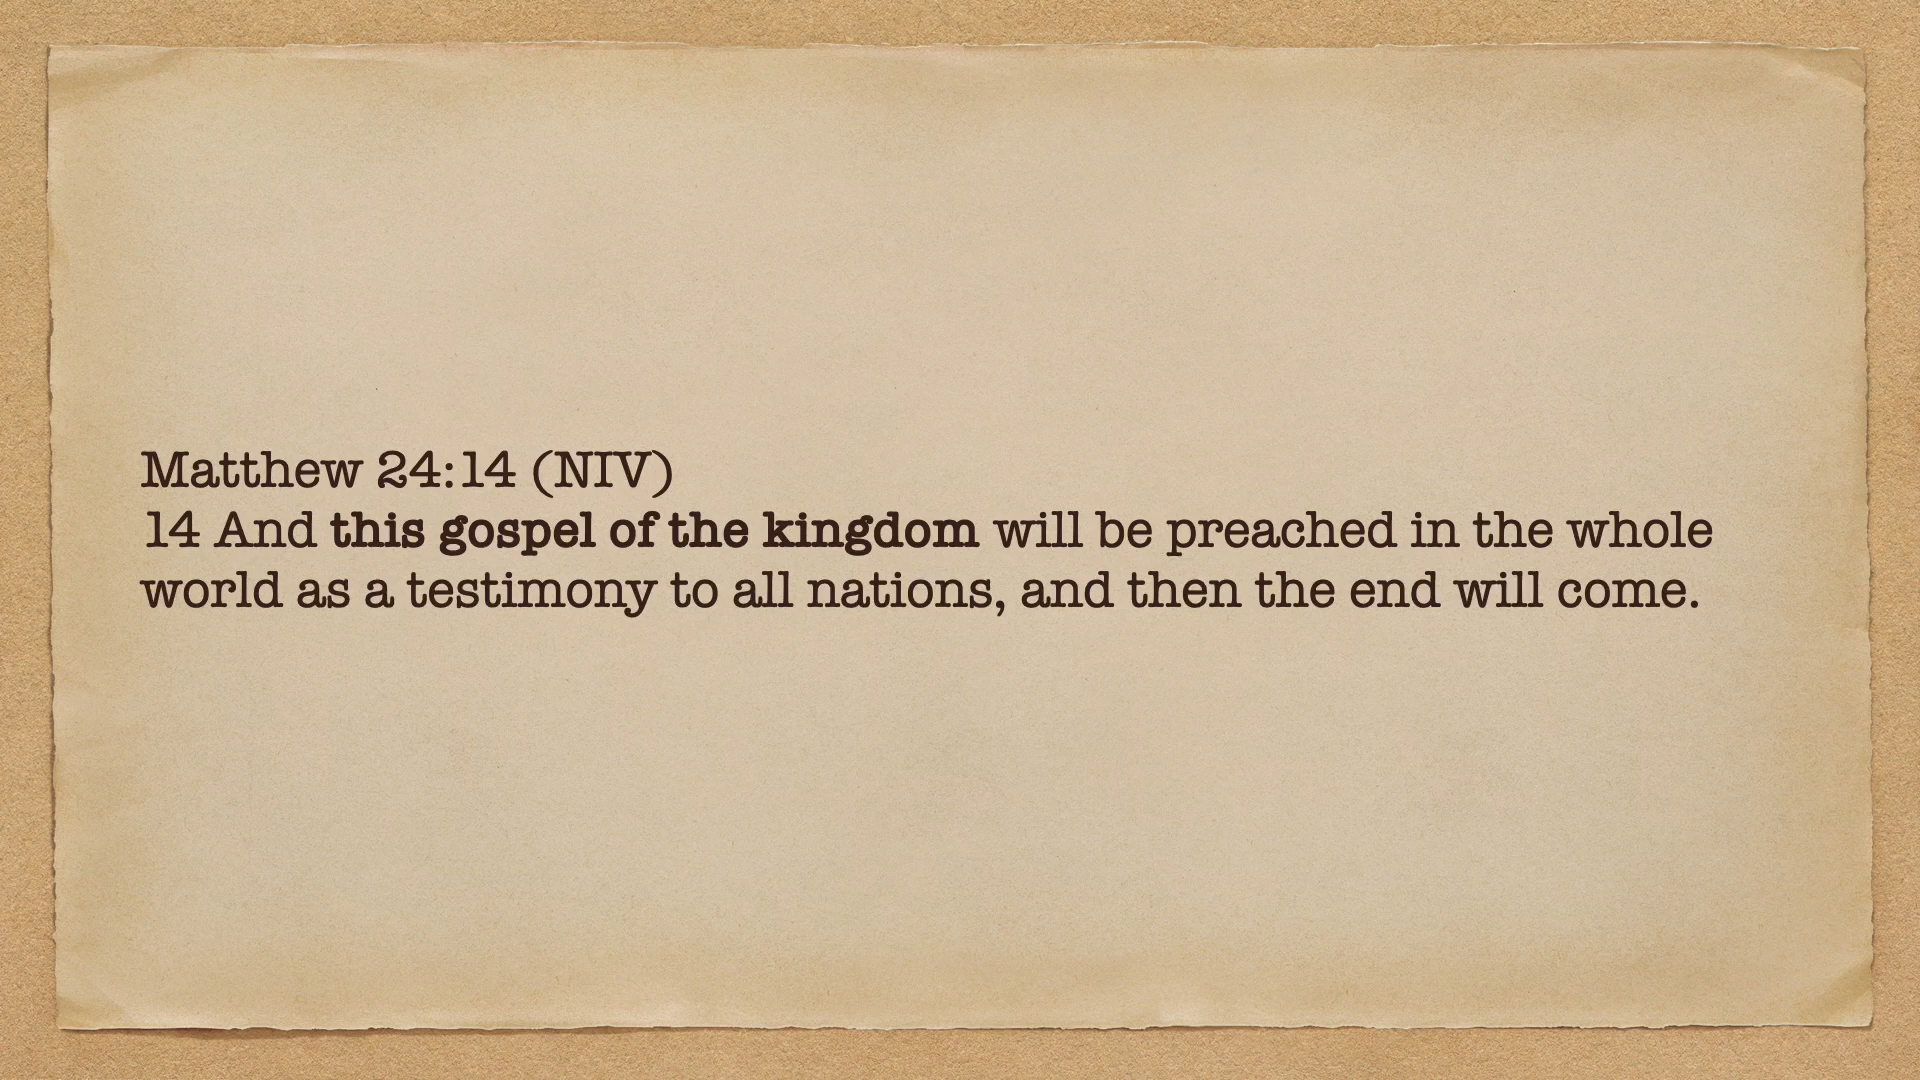 Matthew 24:14 (NIV)
14 And this gospel of the kingdom will be preached in the whole
world as a testimony to all nations, and then the end will come.